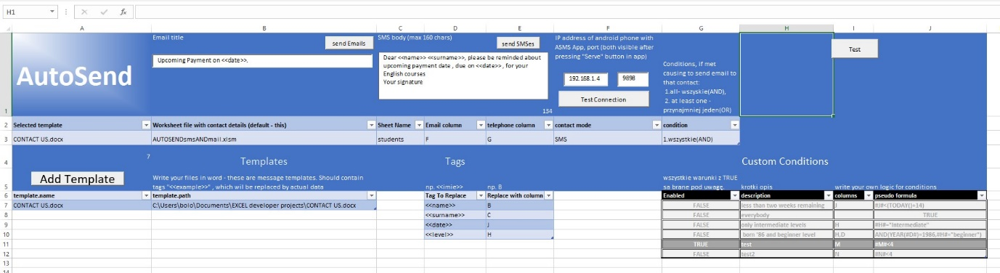 H1
fx
A B C D E F G H I J
1
AutoSend
Email title
send Emails
Upcoming Payment on <<date>>.
SMS body (max 160 chars)
send SMSes
Dear <<name>> <<surname>>, please be reminded about
upcoming payment date , due on <<date>> , for your
English courses
Your signature
134
IP address of android phone with
ASMS App, port (both visible after
pressing "Serve" button in app)
192.168.1.4 9898
Test Connection
Conditions, if met
causing to send email to
that contact:
1.all- wszyskie(AND),
2. at least one -
przynajmniej jeden(OR)
Test
2 Selected template Worksheet file with contact details (default - this) Sheet Name Email column telephone column contact mode condition
3 CONTACT US.docx AUTOSENDsmsANDmail.xlsm students F G SMS 1.wszystkie(AND)
4 7 Templates Tags Custom Conditions
5
Add Template
Write your files in word - these are message templates. Should contain
tags "<<example>>" , which wil be replaced by actual data
np. <<imie>> np. B
wszystkie warunki z TRUE
sa brane pod uwagę. krotki opis write your own logic for conditions
6 template.name template.path Tag To Replace Replace with column Enabled description columns pseudo formula
7 CONTACT US.docx C:\Users\bolo\Documents\EXCEL developer projects\CONTACT US.docx <<name>> B FALSE less than two weeks remaining J #J#<(TODAY()+14)
8 <<surname>> C FALSE everybody TRUE
9 <<date>> J FALSE only intermediate levels H #H#="Intermediate"
10 <<level>> H FALSE born '86 and beginner level H,D AND(YEAR(#D#)=1986,#H#="beginner")
11 TRUE test M #M#<4
12 FALSE test2 N #N#<4
13
14